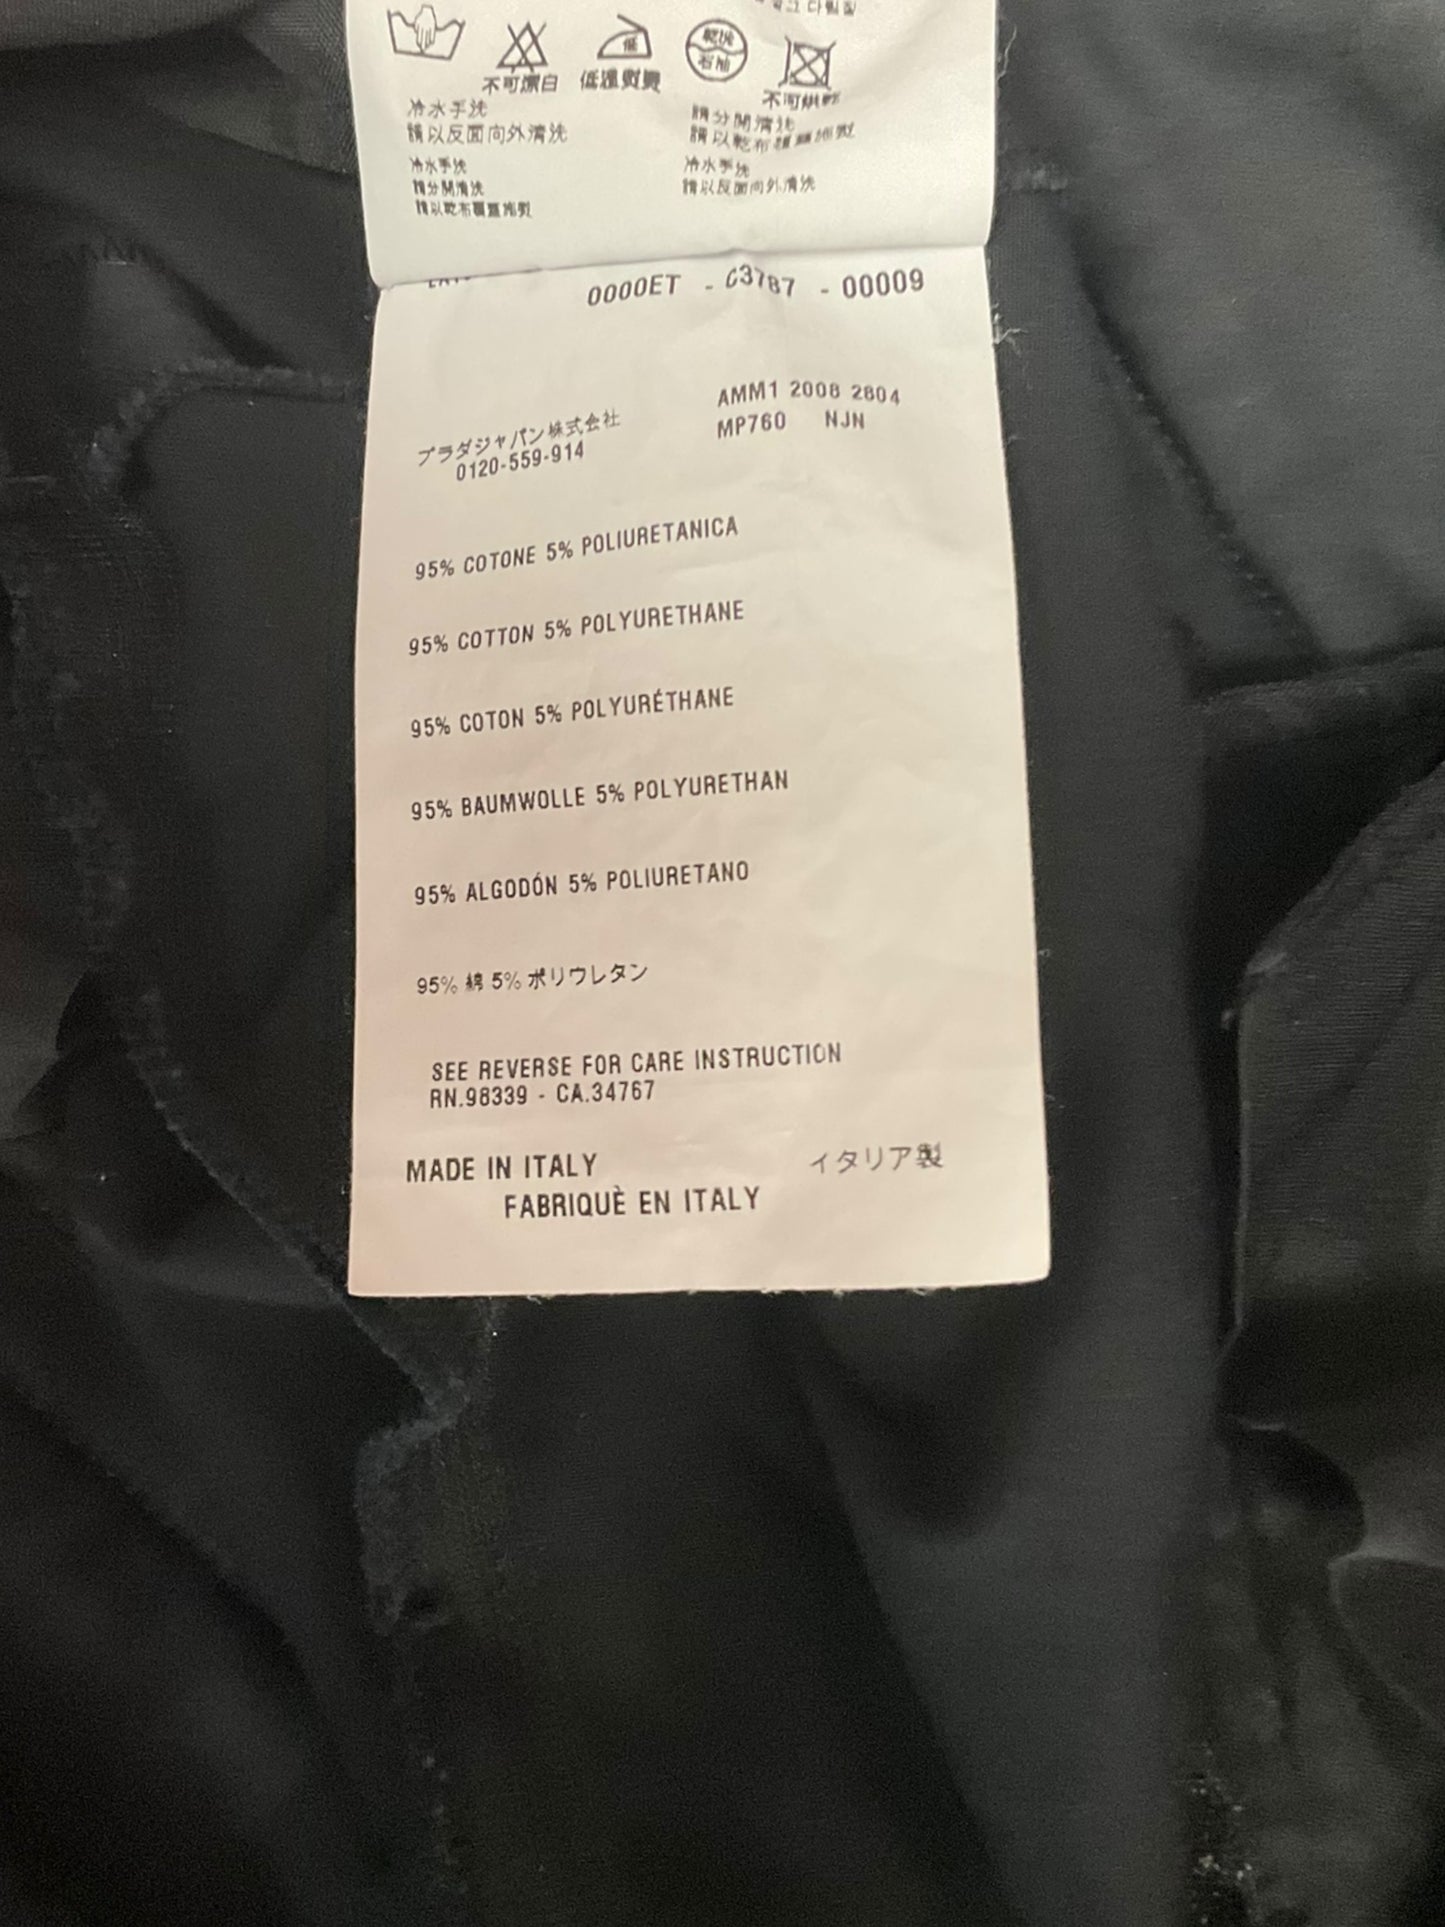 低
乾洗
石油
不可漂白
低溫熨燙
不可烘乾
冷水手洗
請以反面向外清洗
冷水手洗
請分開清洗
請以乾布覆蓋施熨
請分開清洗
請以乾布覆蓋施熨
冷水手洗
請以反面向外清洗
0000ET - C3787 - 00009
AMM1 2008 2804
MP760 NJN
プラダジャパン株式会社
0120-559-914
95% COTONE 5% POLIURETANICA
95% COTTON 5% POLYURETHANE
95% COTON 5% POLYURÉTHANE
95% BAUMWOLLE 5% POLYURETHAN
95% ALGODÓN 5% POLIURETANO
95% 綿 5% ポリウレタン
SEE REVERSE FOR CARE INSTRUCTION
RN.98339 - CA.34767
MADE IN ITALY イタリア製
FABRIQUÈ EN ITALY